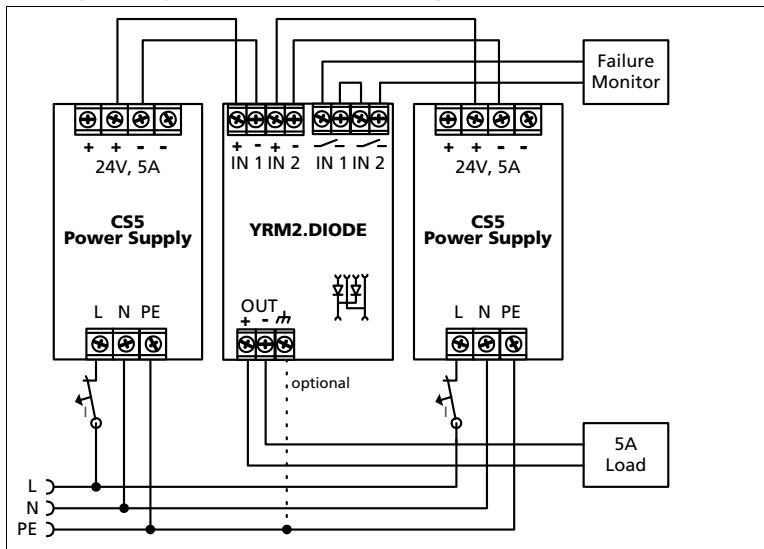 Failure
Monitor
+ + - -
24V, 5A
CS5
Power Supply
L N PE
+ - + -
IN 1 IN 2 IN 1 IN 2
YRM2.DIODE
OUT
+ -
optional
+ + - -
24V, 5A
CS5
Power Supply
L N PE
I
I
5A
Load
L
N
PE